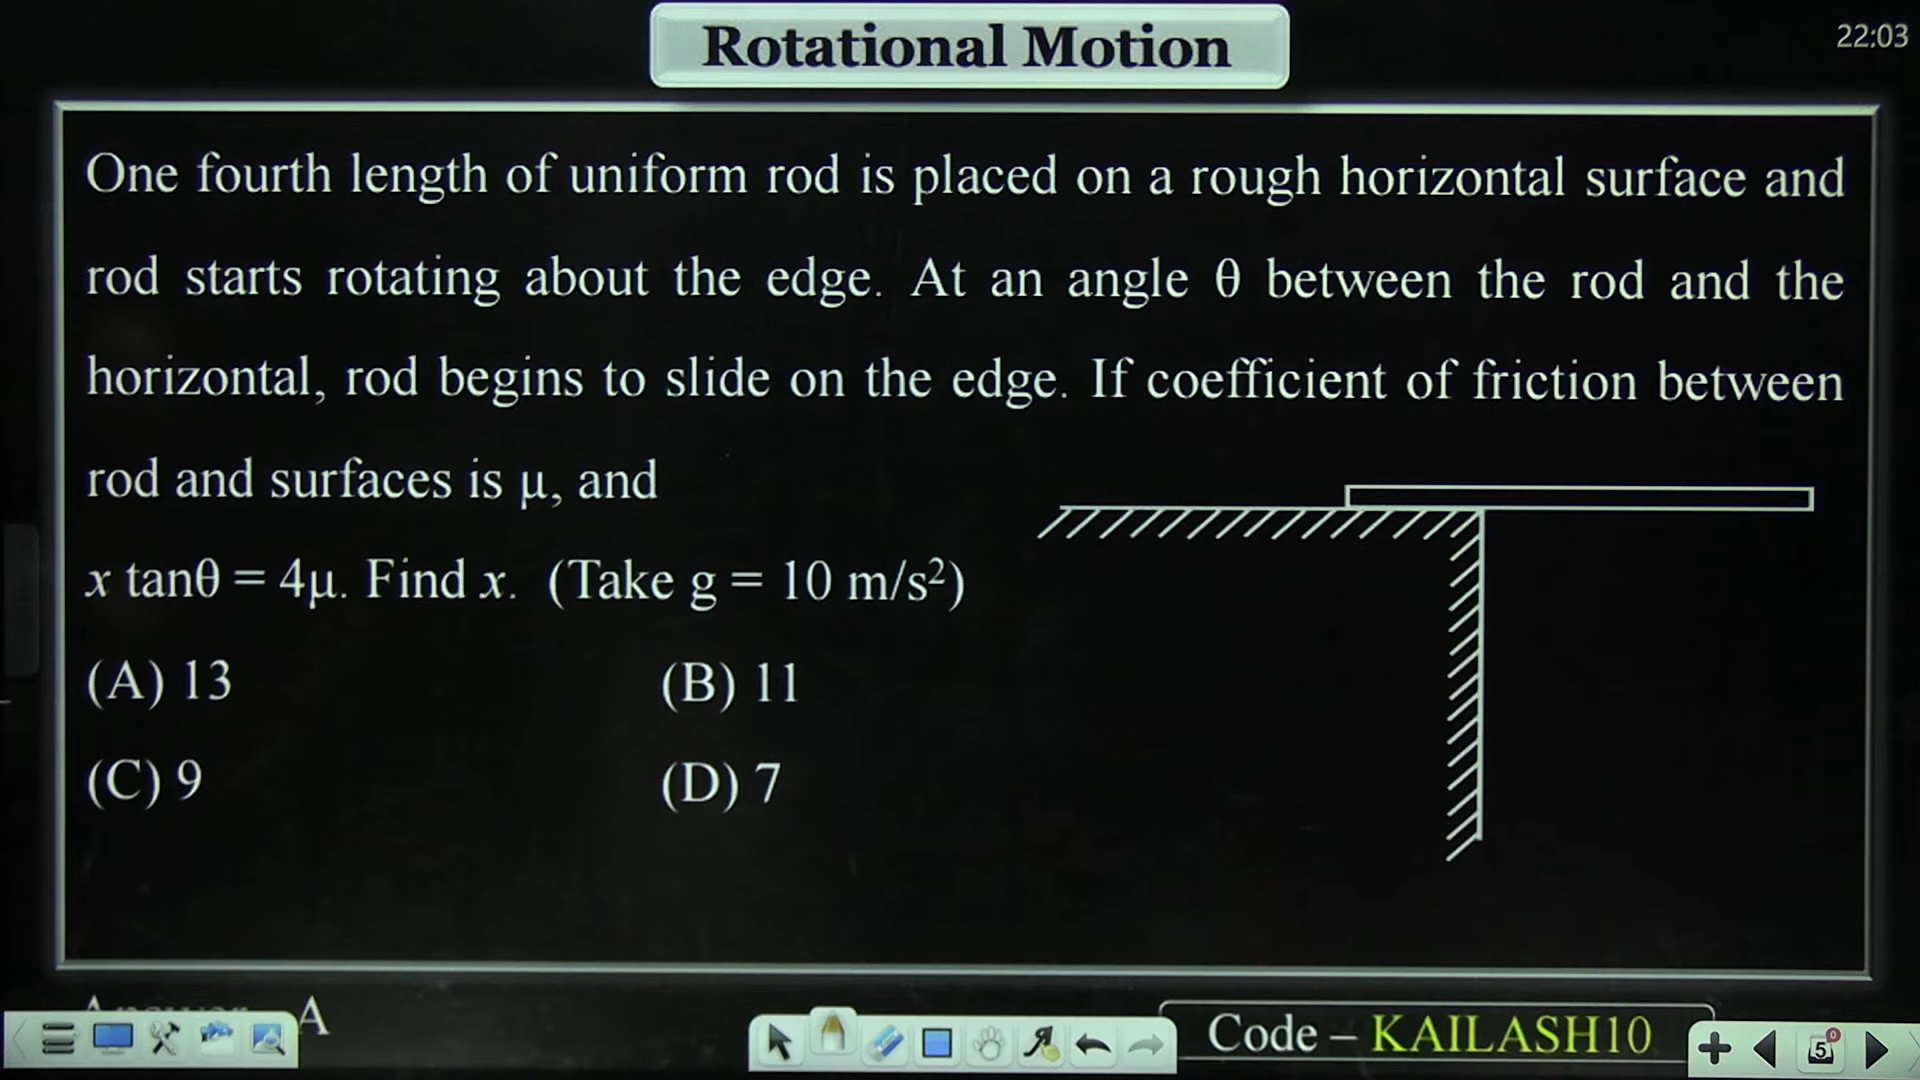 Rotational Motion
22:03
One fourth length of uniform rod is placed on a rough horizontal surface and
rod starts rotating about the edge. At an angle θ between the rod and the
horizontal, rod begins to slide on the edge. If coefficient of friction between
rod and surfaces is μ, and
x tanθ = 4μ. Find x. (Take g = 10 m/s²)
(A) 13 (B) 11
(C) 9 (D) 7
A
Code – KAILASH10
5
0